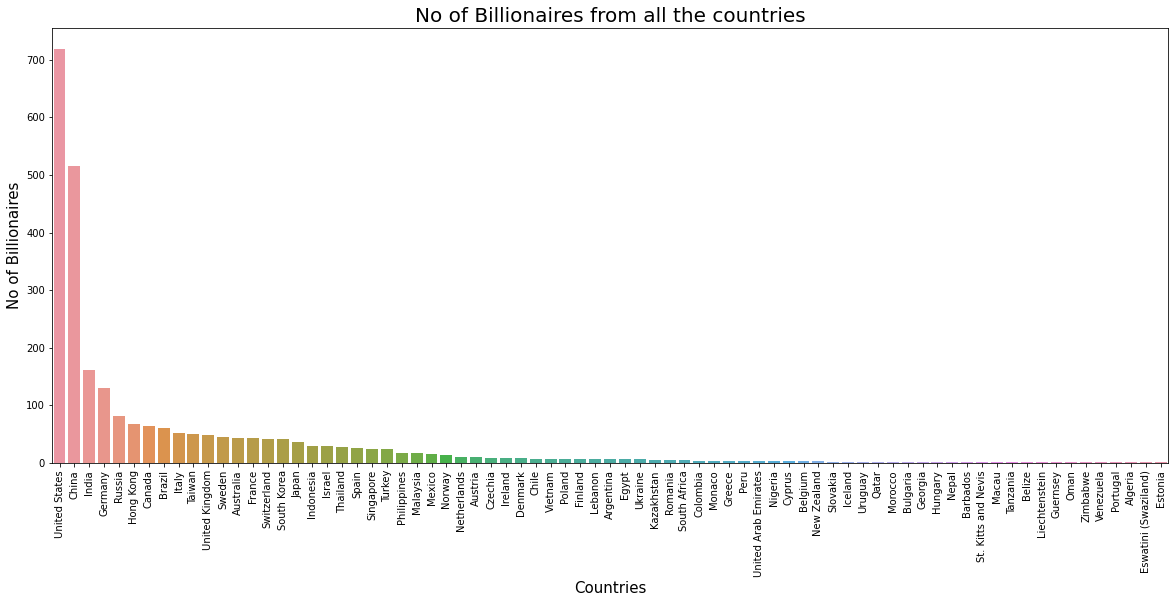 No of Billionaires from all the countries
No of Billionaires
700
600
500
400
300
200
100
0
United States
China
India
Germany
Russia
Hong Kong
Canada
Brazil
Italy
Taiwan
United Kingdom
Sweden
Australia
France
Switzerland
South Korea
Japan
Indonesia
Israel
Thailand
Spain
Singapore
Turkey
Philippines
Malaysia
Mexico
Norway
Netherlands
Austria
Czechia
Ireland
Denmark
Chile
Vietnam
Poland
Finland
Lebanon
Argentina
Egypt
Ukraine
Kazakhstan
Romania
South Africa
Colombia
Monaco
Greece
Peru
United Arab Emirates
Nigeria
Cyprus
Belgium
New Zealand
Slovakia
Iceland
Uruguay
Qatar
Morocco
Bulgaria
Georgia
Hungary
Nepal
Barbados
St. Kitts and Nevis
Macau
Tanzania
Belize
Liechtenstein
Guernsey
Oman
Zimbabwe
Venezuela
Portugal
Algeria
Eswatini (Swaziland)
Estonia
Countries